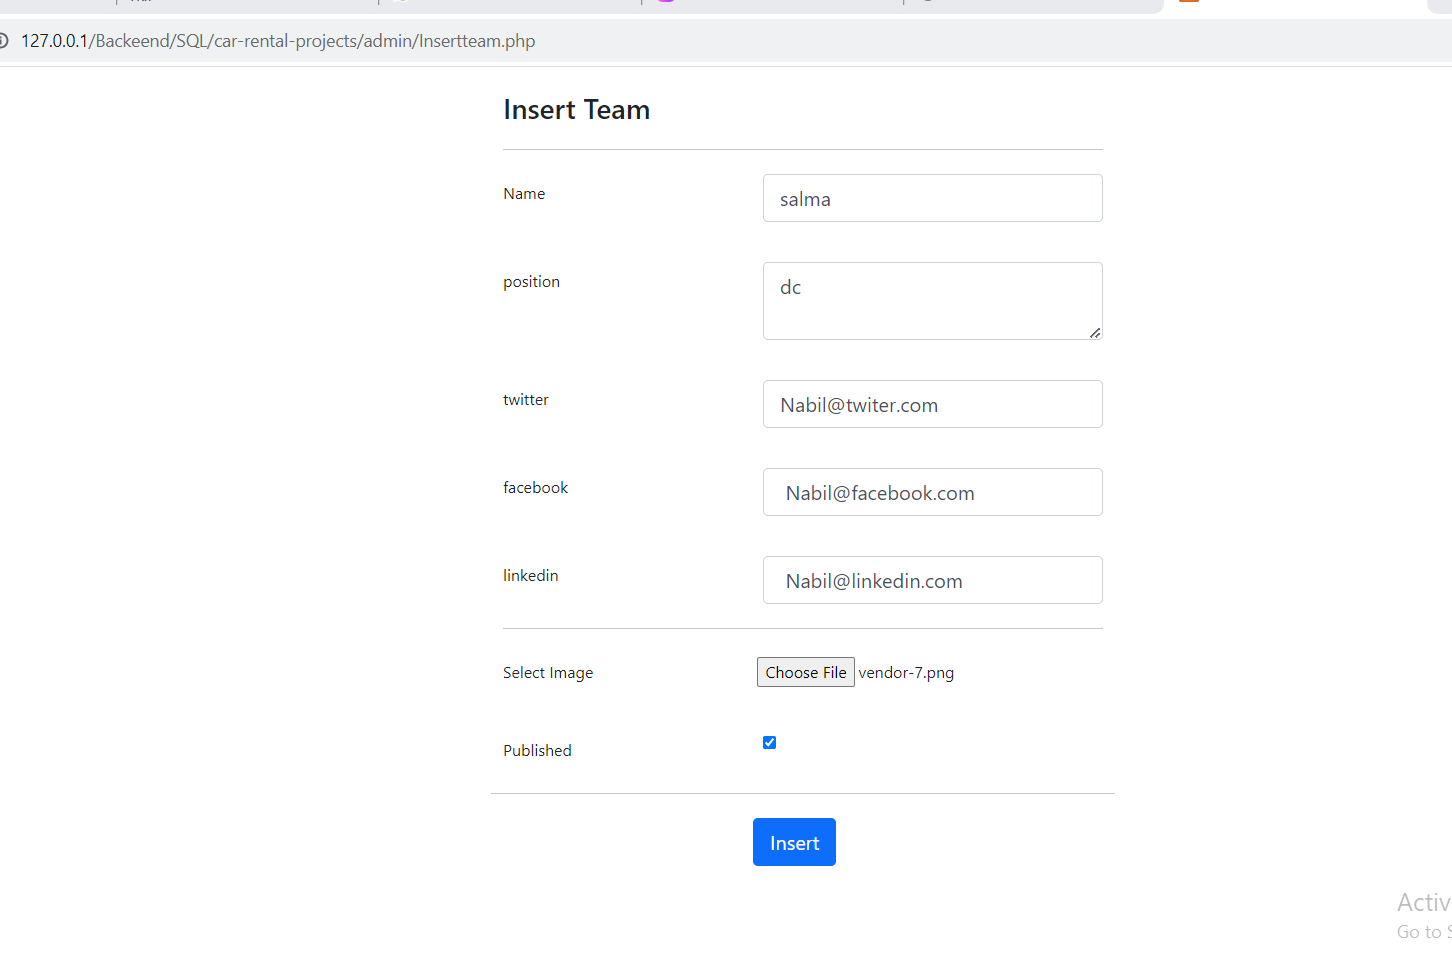 127.0.0.1/Backeend/SQL/car-rental-projects/admin/Insertteam.php
Insert Team
Name
salma
position
dc
twitter
Nabil@twiter.com
facebook
Nabil@facebook.com
linkedin
Nabil@linkedin.com
Select Image
Choose File vendor-7.png
Published
Insert
Activ
Go to S